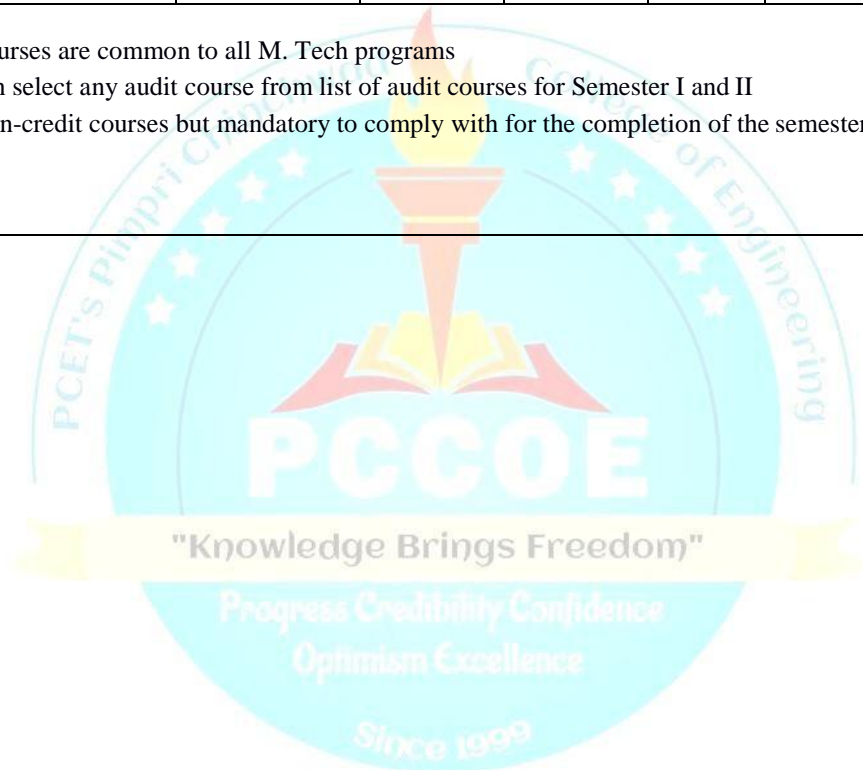 urses are common to all M. Tech programs
n select any audit course from list of audit courses for Semester I and II
n-credit courses but mandatory to comply with for the completion of the semester
PCET's Pimpri Chinchwad College of Engineering
PCCOE
"Knowledge Brings Freedom"
Progress Credibility Confidence
Optimism Excellence
Since 1999